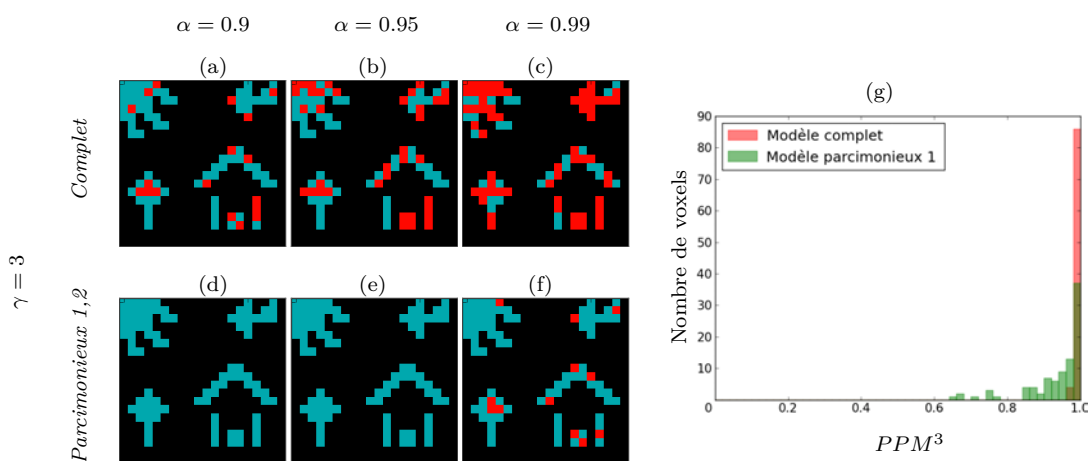 α = 0.9 α = 0.95 α = 0.99
(a) (b) (c)
Complet
γ = 3
(d) (e) (f)
Parcimonieux 1,2
(g)
Modèle complet
Modèle parcimonieux 1
Nombre de voxels
90
80
70
60
50
40
30
20
10
0 0.2 0.4 0.6 0.8 1.0
PPM³